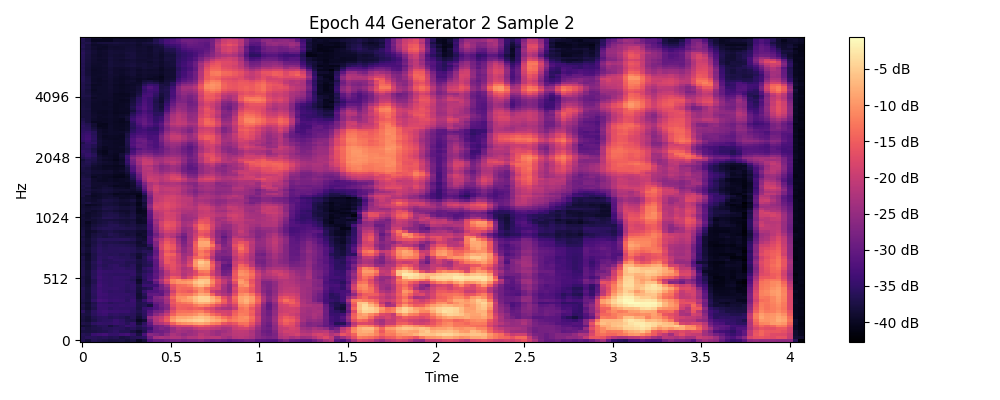 Epoch 44 Generator 2 Sample 2
Hz
4096
2048
1024
512
0
0 0.5 1 1.5 2 2.5 3 3.5 4
Time
-5 dB
-10 dB
-15 dB
-20 dB
-25 dB
-30 dB
-35 dB
-40 dB